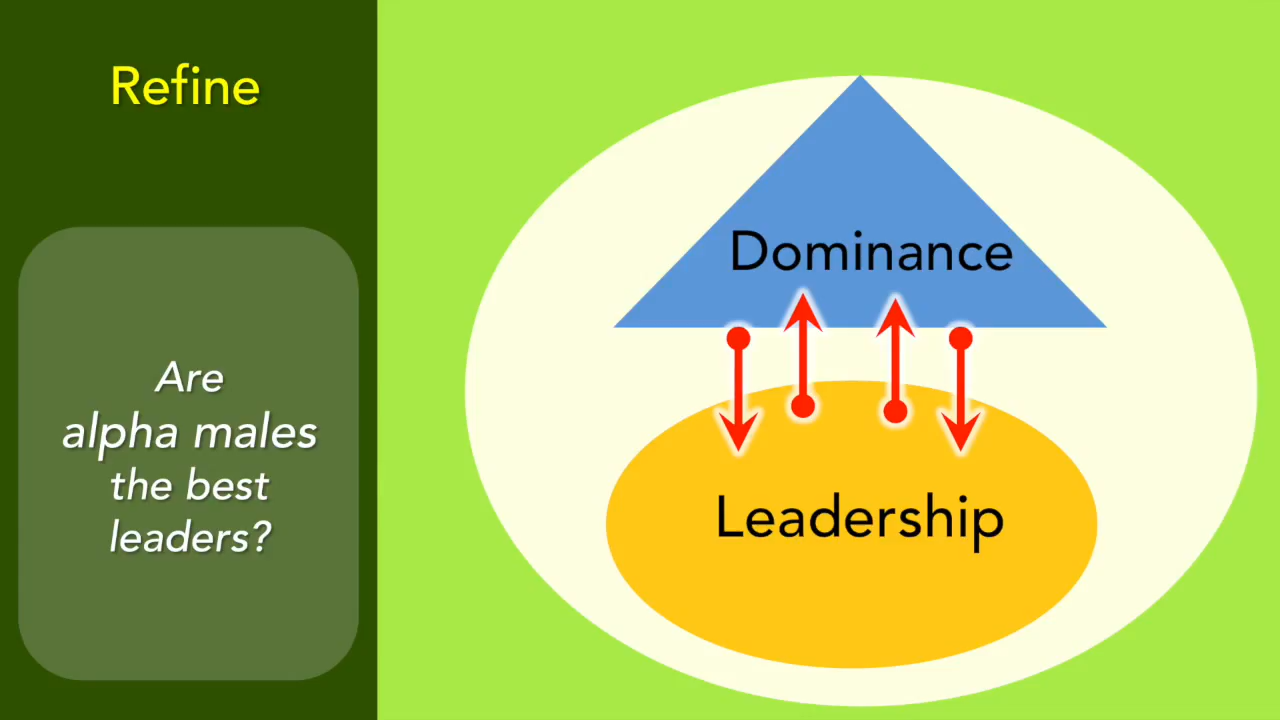 Refine
Are
alpha males
the best
leaders?
Dominance
Leadership